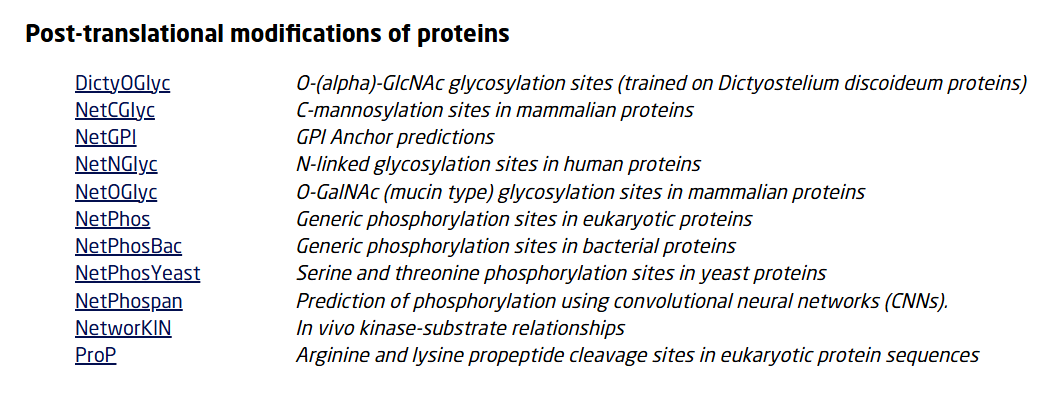 Post-translational modifications of proteins
DictyOGlyc O-(alpha)-GlcNAc glycosylation sites (trained on Dictyostelium discoideum proteins)
NetCGlyc C-mannosylation sites in mammalian proteins
NetGPI GPI Anchor predictions
NetNGlyc N-linked glycosylation sites in human proteins
NetOGlyc O-GalNAc (mucin type) glycosylation sites in mammalian proteins
NetPhos Generic phosphorylation sites in eukaryotic proteins
NetPhosBac Generic phosphorylation sites in bacterial proteins
NetPhosYeast Serine and threonine phosphorylation sites in yeast proteins
NetPhospan Prediction of phosphorylation using convolutional neural networks (CNNs).
NetworKIN In vivo kinase-substrate relationships
ProP Arginine and lysine propeptide cleavage sites in eukaryotic protein sequences